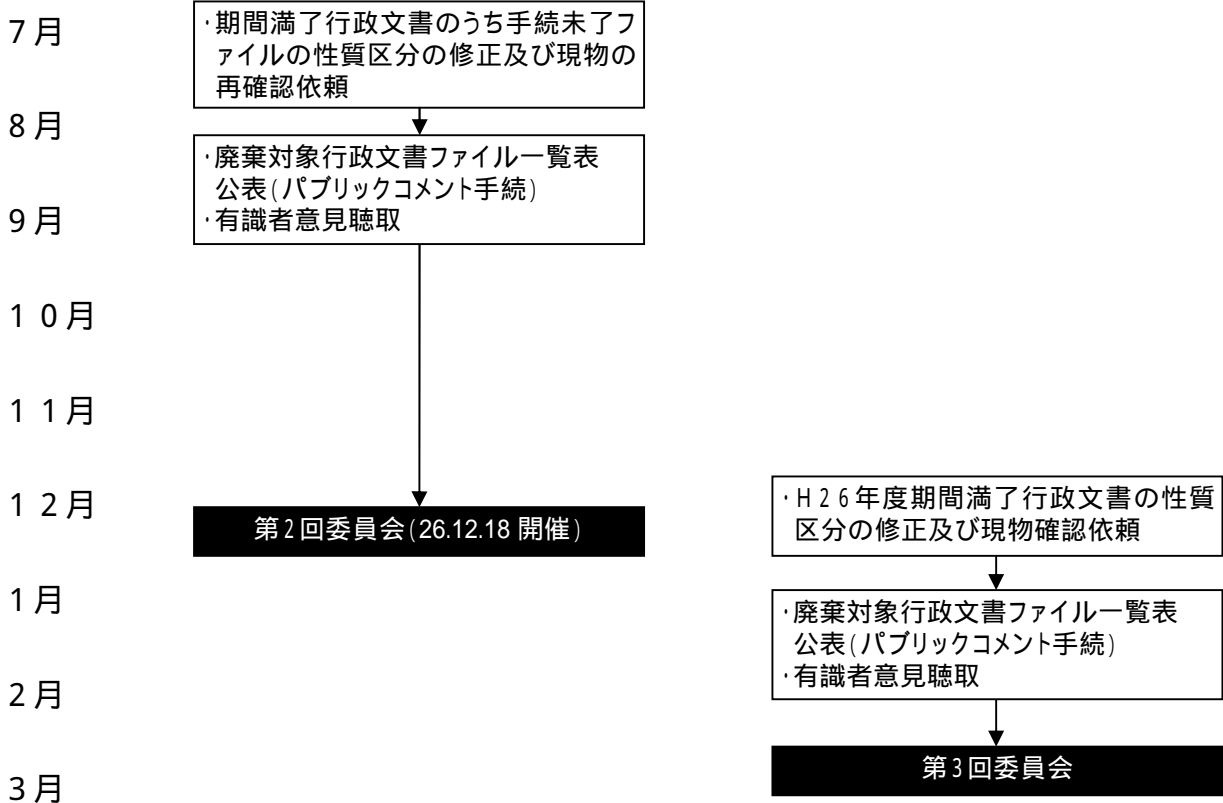 7月
・期間満了行政文書のうち手続未了フ
ァイルの性質区分の修正及び現物の
再確認依頼
8月
・廃棄対象行政文書ファイル一覧表
公表(パブリックコメント手続)
・有識者意見聴取
9月
10月
11月
12月
第2回委員会(26.12.18 開催)
・H26年度期間満了行政文書の性質
区分の修正及び現物確認依頼
1月
・廃棄対象行政文書ファイル一覧表
公表(パブリックコメント手続)
・有識者意見聴取
2月
第3回委員会
3月